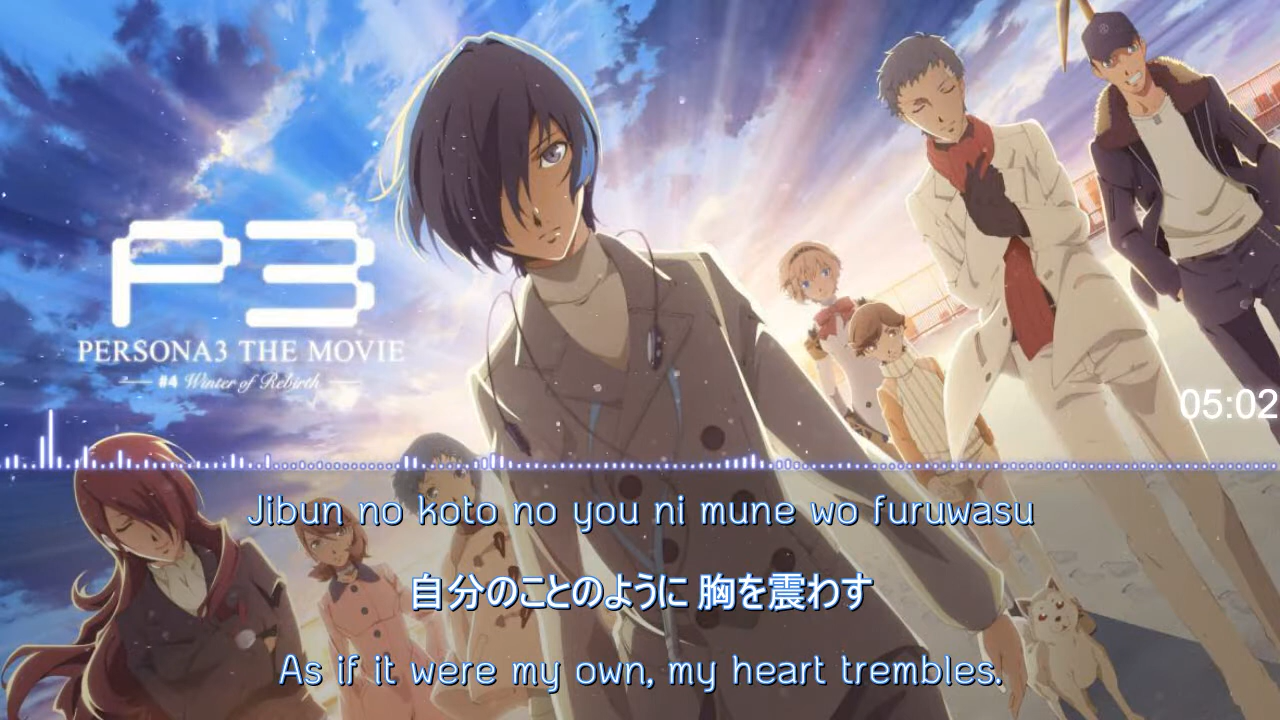 P3
PERSONA3 THE MOVIE
#4 Winter of Rebirth
05:02
Jibun no koto no you ni mune wo furuwasu
自分のことのように 胸を震わす
As if it were my own, my heart trembles.